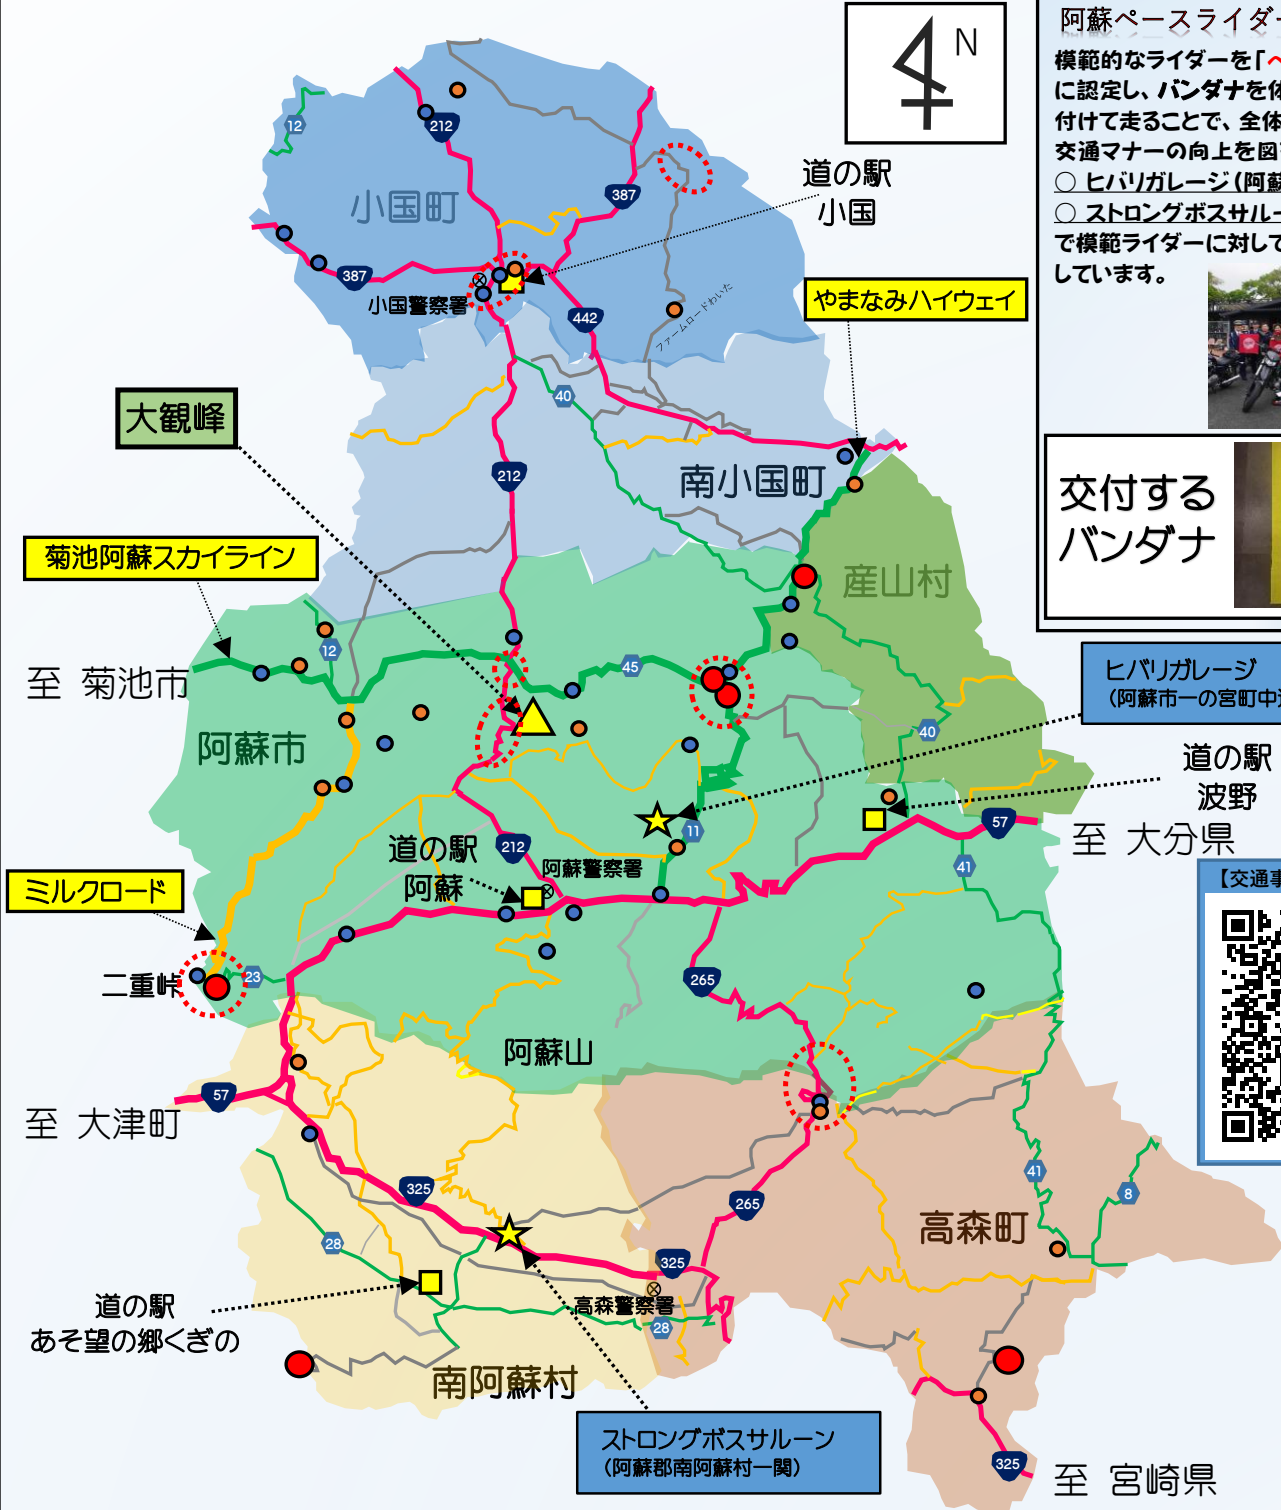 阿蘇ペースライダー
模範的なライダーを「
に認定し、バンダナを
付けて走ることで、全体
交通マナーの向上を図
○ ヒバリガレージ(阿蘇
○ ストロングボスサルー
で模範ライダーに対して
しています。
N
道の駅
小国
12
212
387
小国町
387
小国警察署
442
ファームロードわいた
やまなみハイウェイ
大観峰
40
212
南小国町
交付する
バンダナ
菊池阿蘇スカイライン
産山村
12
45
至 菊池市
ヒバリガレージ
(阿蘇市一の宮町中
阿蘇市
40
道の駅
波野
11
57
至 大分県
212
道の駅
阿蘇
阿蘇警察署
41
【交通事
ミルクロード
二重峠
23
265
阿蘇山
57
至 大津町
325
265
41
8
高森町
28
325
道の駅
あそ望の郷くぎの
高森警察署
28
南阿蘇村
ストロングボスサルーン
(阿蘇郡南阿蘇村一関)
325
至 宮崎県